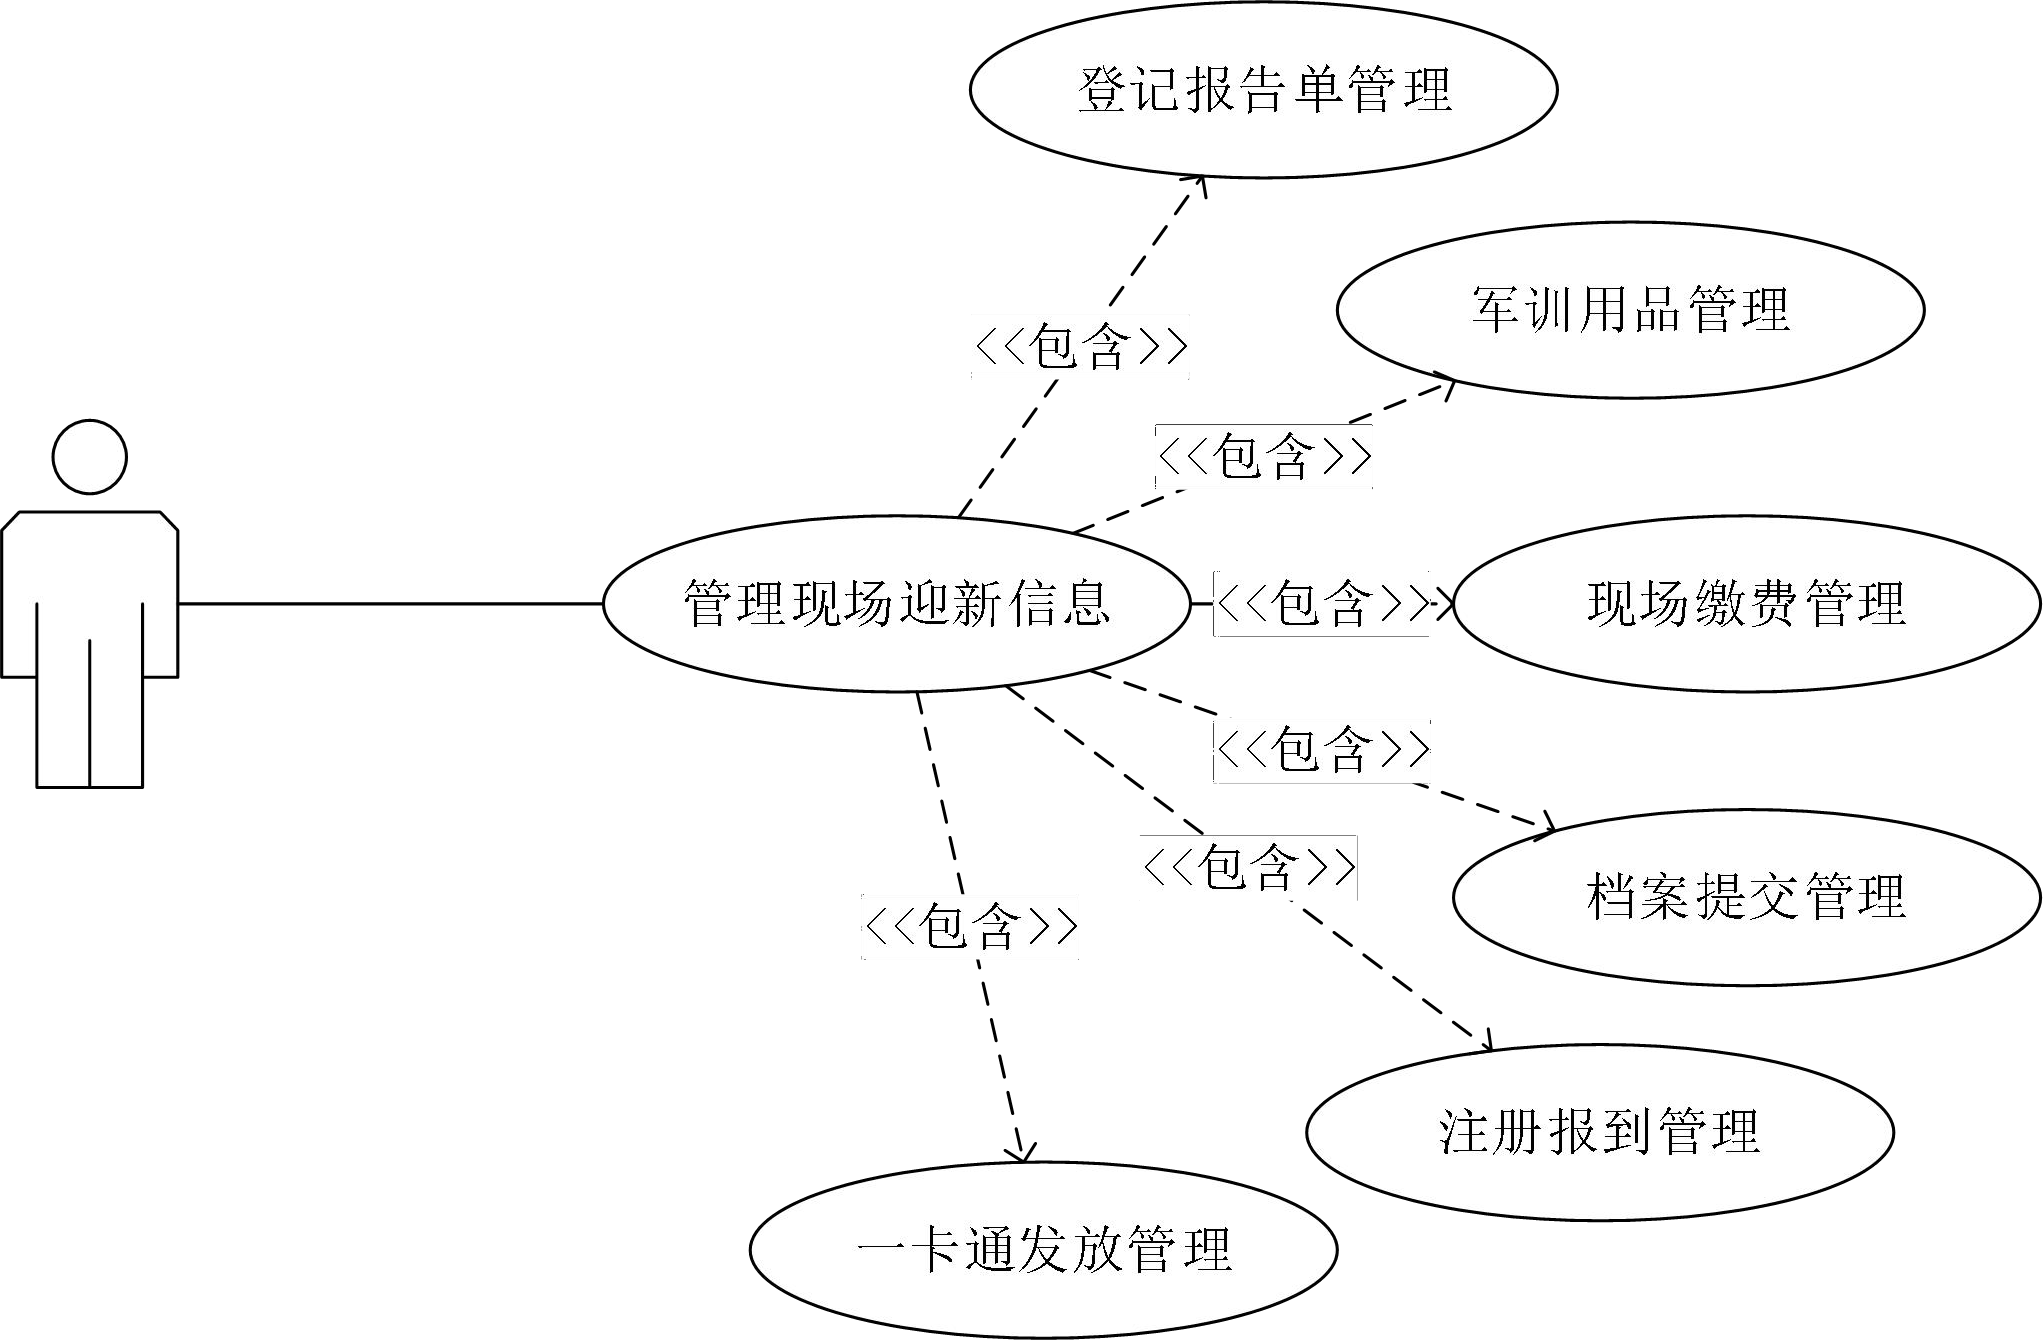 登记报告单管理
军训用品管理
<<包含>>
<<包含>>
管理现场迎新信息
<<包含>>
现场缴费管理
<<包含>>
<<包含>>
档案提交管理
<<包含>>
注册报到管理
一卡通发放管理